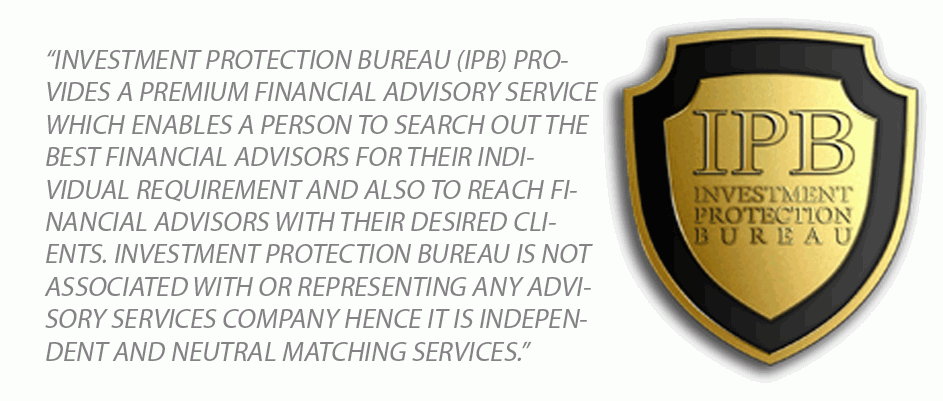 “INVESTMENT PROTECTION BUREAU (IPB) PRO-
VIDES A PREMIUM FINANCIAL ADVISORY SERVICE
WHICH ENABLES A PERSON TO SEARCH OUT THE
BEST FINANCIAL ADVISORS FOR THEIR INDI-
VIDUAL REQUIREMENT AND ALSO TO REACH FI-
NANCIAL ADVISORS WITH THEIR DESIRED CLI-
ENTS. INVESTMENT PROTECTION BUREAU IS NOT
ASSOCIATED WITH OR REPRESENTING ANY ADVI-
SORY SERVICES COMPANY HENCE IT IS INDEPEN-
DENT AND NEUTRAL MATCHING SERVICES.”
IPB
INVESTMENT
PROTECTION
BUREAU